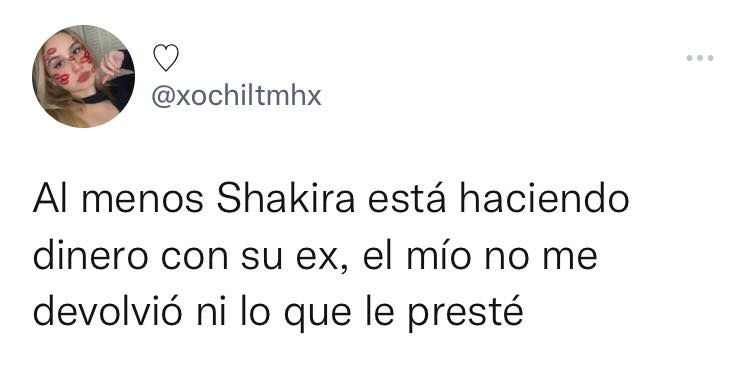 ♡
@xochiltmhx
Al menos Shakira está haciendo
dinero con su ex, el mío no me
devolvió ni lo que le presté